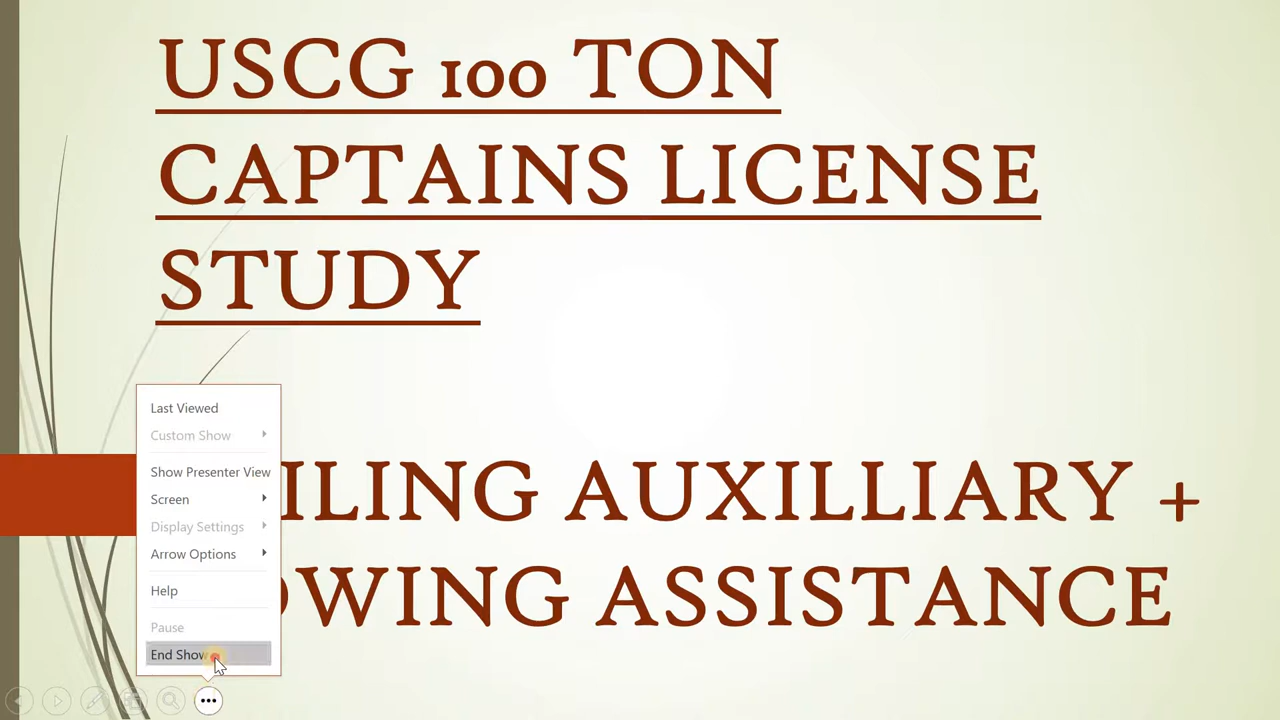 USCG 100 TON
CAPTAINS LICENSE
STUDY
ILING AUXILLIARY +
OWING ASSISTANCE
Last Viewed
Custom Show
Show Presenter View
Screen
Display Settings
Arrow Options
Help
Pause
End Show